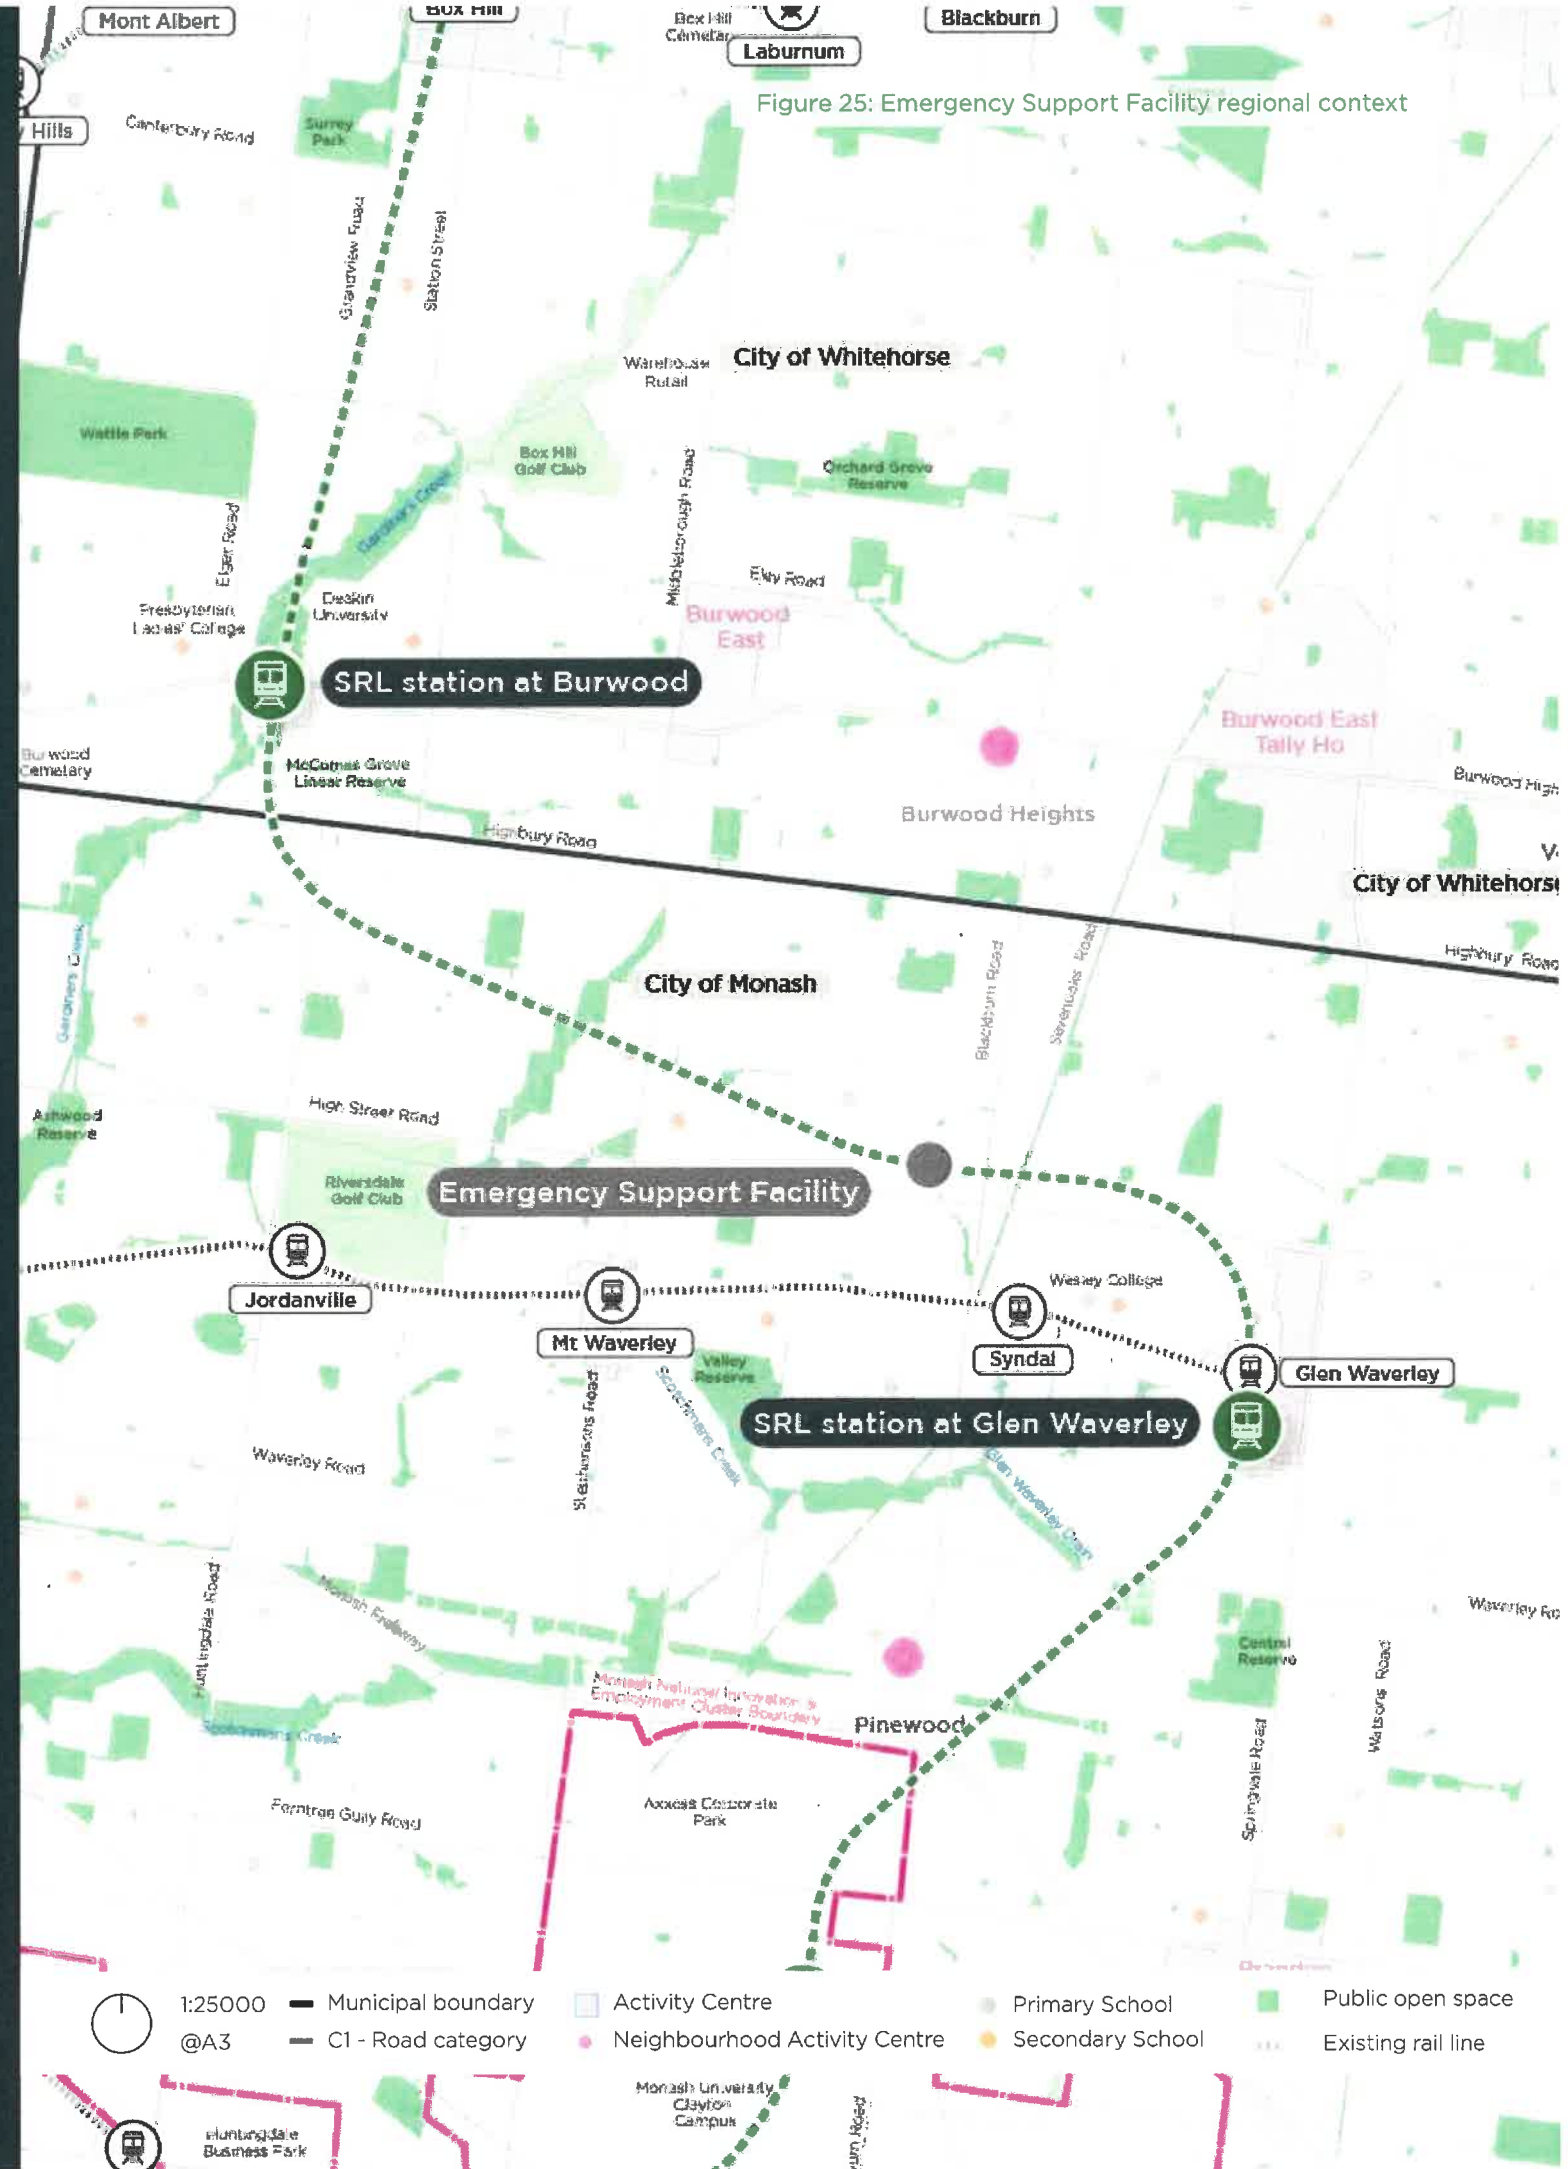 Mont Albert
Box Hill
Box Hill
Cemetary
Laburnum
Blackburn
Figure 25: Emergency Support Facility regional context
Hills
Canterbury Road
Surrey
Park
Grandview Road
Station Street
Warehouse
Retail
City of Whitehorse
Wattle Park
Box Hill
Golf Club
Orchard Grove
Reserve
Gardiners Creek
Middleborough Road
Elgar Road
Eley Road
Presbyterian
Ladies' College
Deakin
University
Burwood
East
SRL station at Burwood
Burwood East
Tally Ho
Burwood
Cemetary
McComas Grove
Linear Reserve
Burwood High
Burwood Heights
Highbury Road
City of Whitehorse
Gardiners Creek
City of Monash
Blackburn Road
Sevenoaks Road
Highbury Road
Ashwood
Reserve
High Street Road
Riversdale
Golf Club
Emergency Support Facility
Jordanville
Mt Waverley
Wesley College
Syndal
Glen Waverley
Valley
Reserve
Scotchmans Creek
Stephensons Road
SRL station at Glen Waverley
Waverley Road
Glen Waverley Drain
Huntingdale Road
Monash Freeway
Waverley Ro
Central
Reserve
Watsons Road
Monash National Innovation &
Employment Cluster Boundary
Pinewood
Scotchmans Creek
Springvale Road
Ferntree Gully Road
Axxess Corporate
Park
1:25000
@A3
Municipal boundary
C1 - Road category
Activity Centre
Neighbourhood Activity Centre
Primary School
Secondary School
Public open space
Existing rail line
Huntingdale
Business Park
Monash University
Clayton
Campus